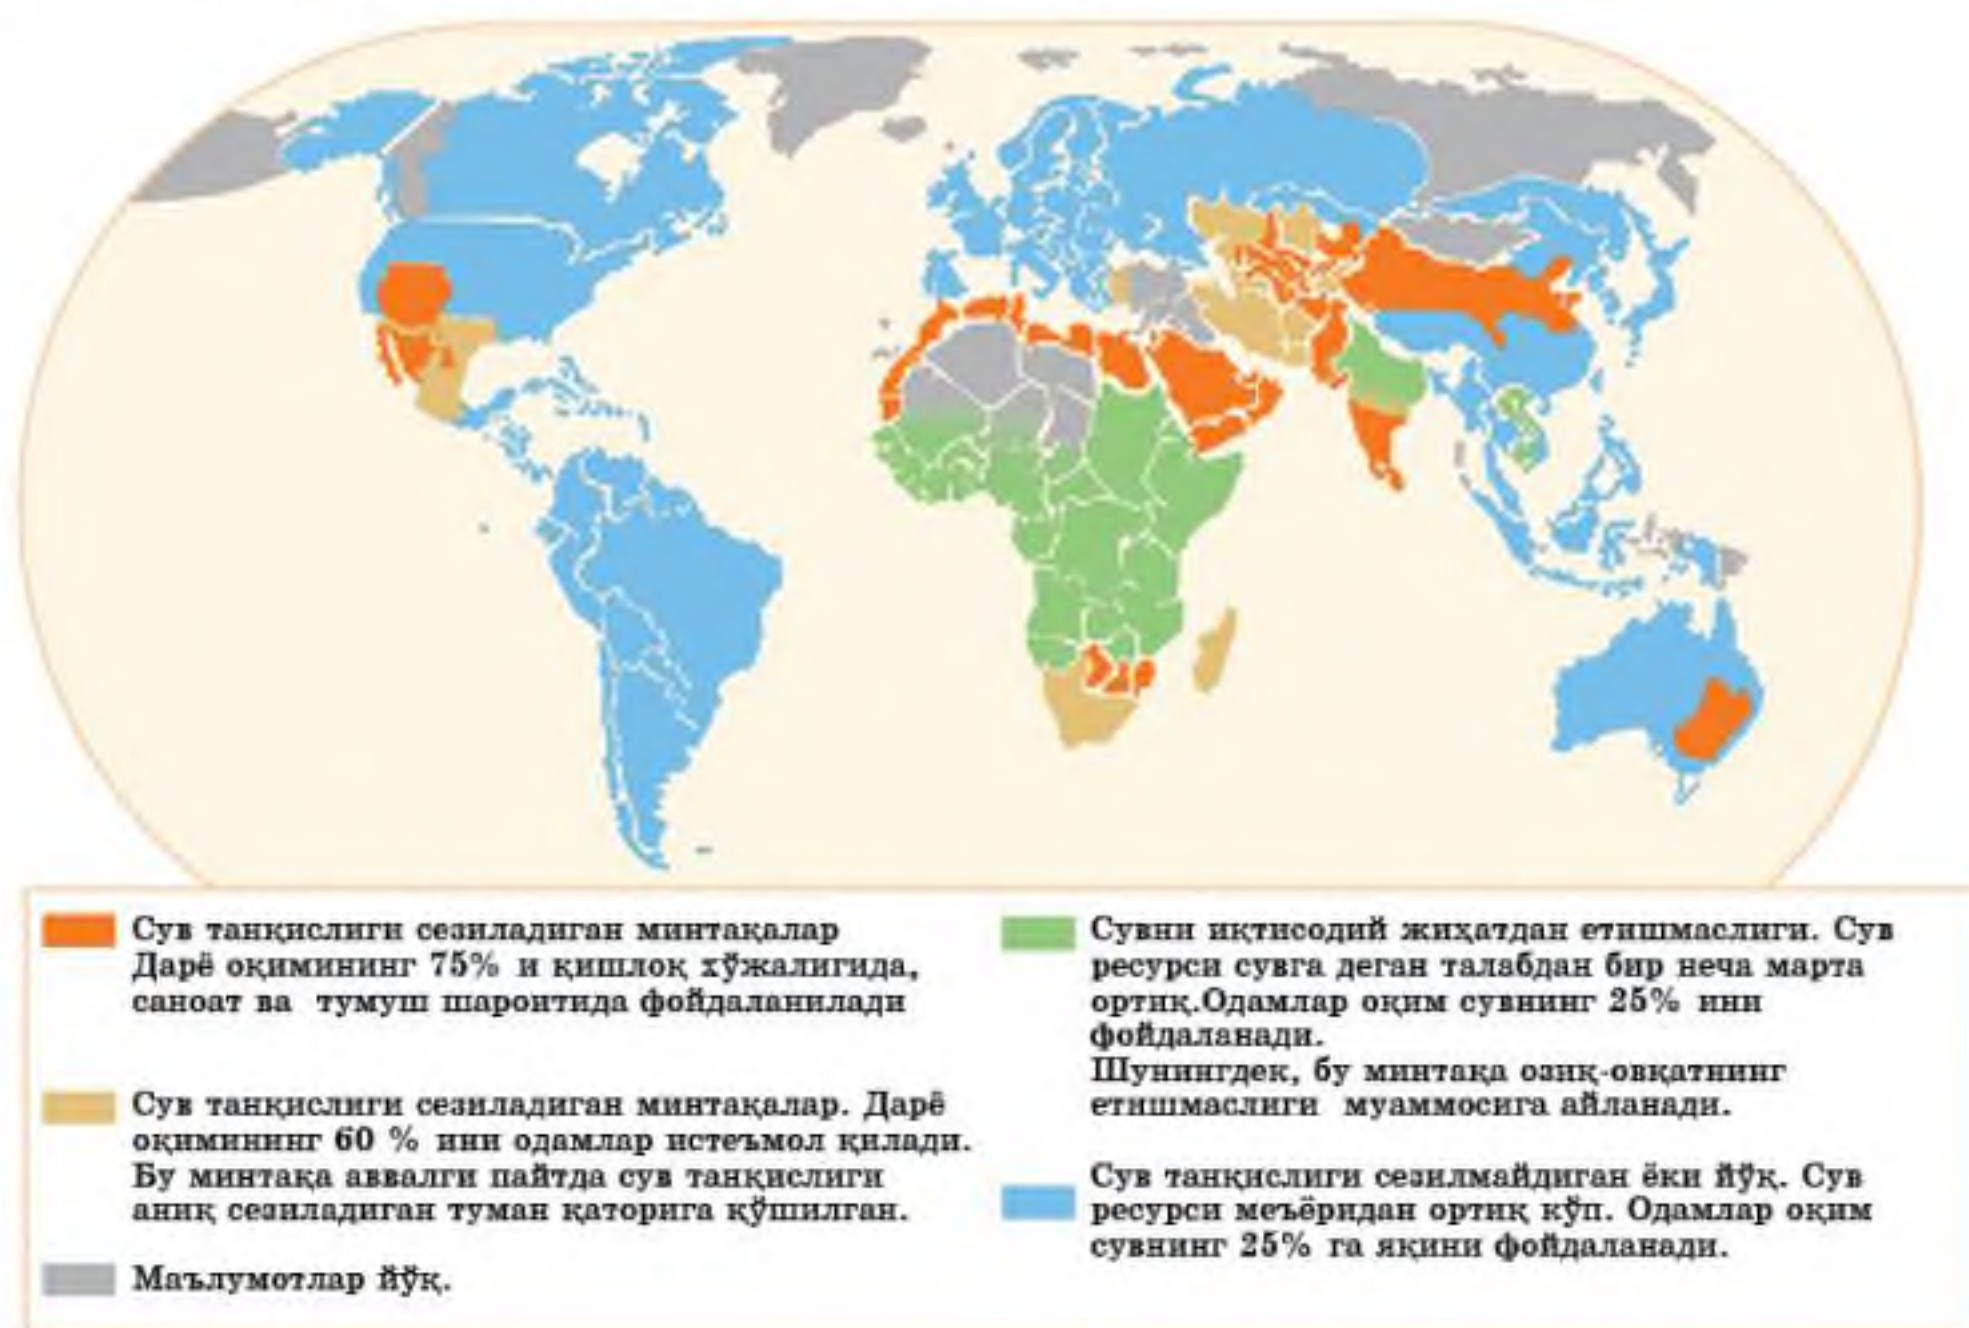 Сув танқислиги сезиладиган минтақалар
Дарё оқимининг 75% и қишлоқ хўжалигида,
саноат ва тумуш шароитида фойдаланилади
Сув танқислиги сезиладиган минтақалар. Дарё
оқимининг 60 % ини одамлар истеъмол қилади.
Бу минтақа аввалги пайтда сув танқислиги
аниқ сезиладиган туман қаторига қўшилган.
Маълумотлар йўқ.
Сувни иқтисодий жиҳатдан етишмаслиги. Сув
ресурси сувга деган талабдан бир неча марта
ортиқ.Одамлар оқим сувнинг 25% ини
фойдаланади.
Шунингдек, бу минтақа озиқ-овқатнинг
етишмаслиги муаммосига айланади.
Сув танқислиги сезилмайдиган ёки йўқ. Сув
ресурси меъёридан ортиқ кўп. Одамлар оқим
сувнинг 25% га яқини фойдаланади.